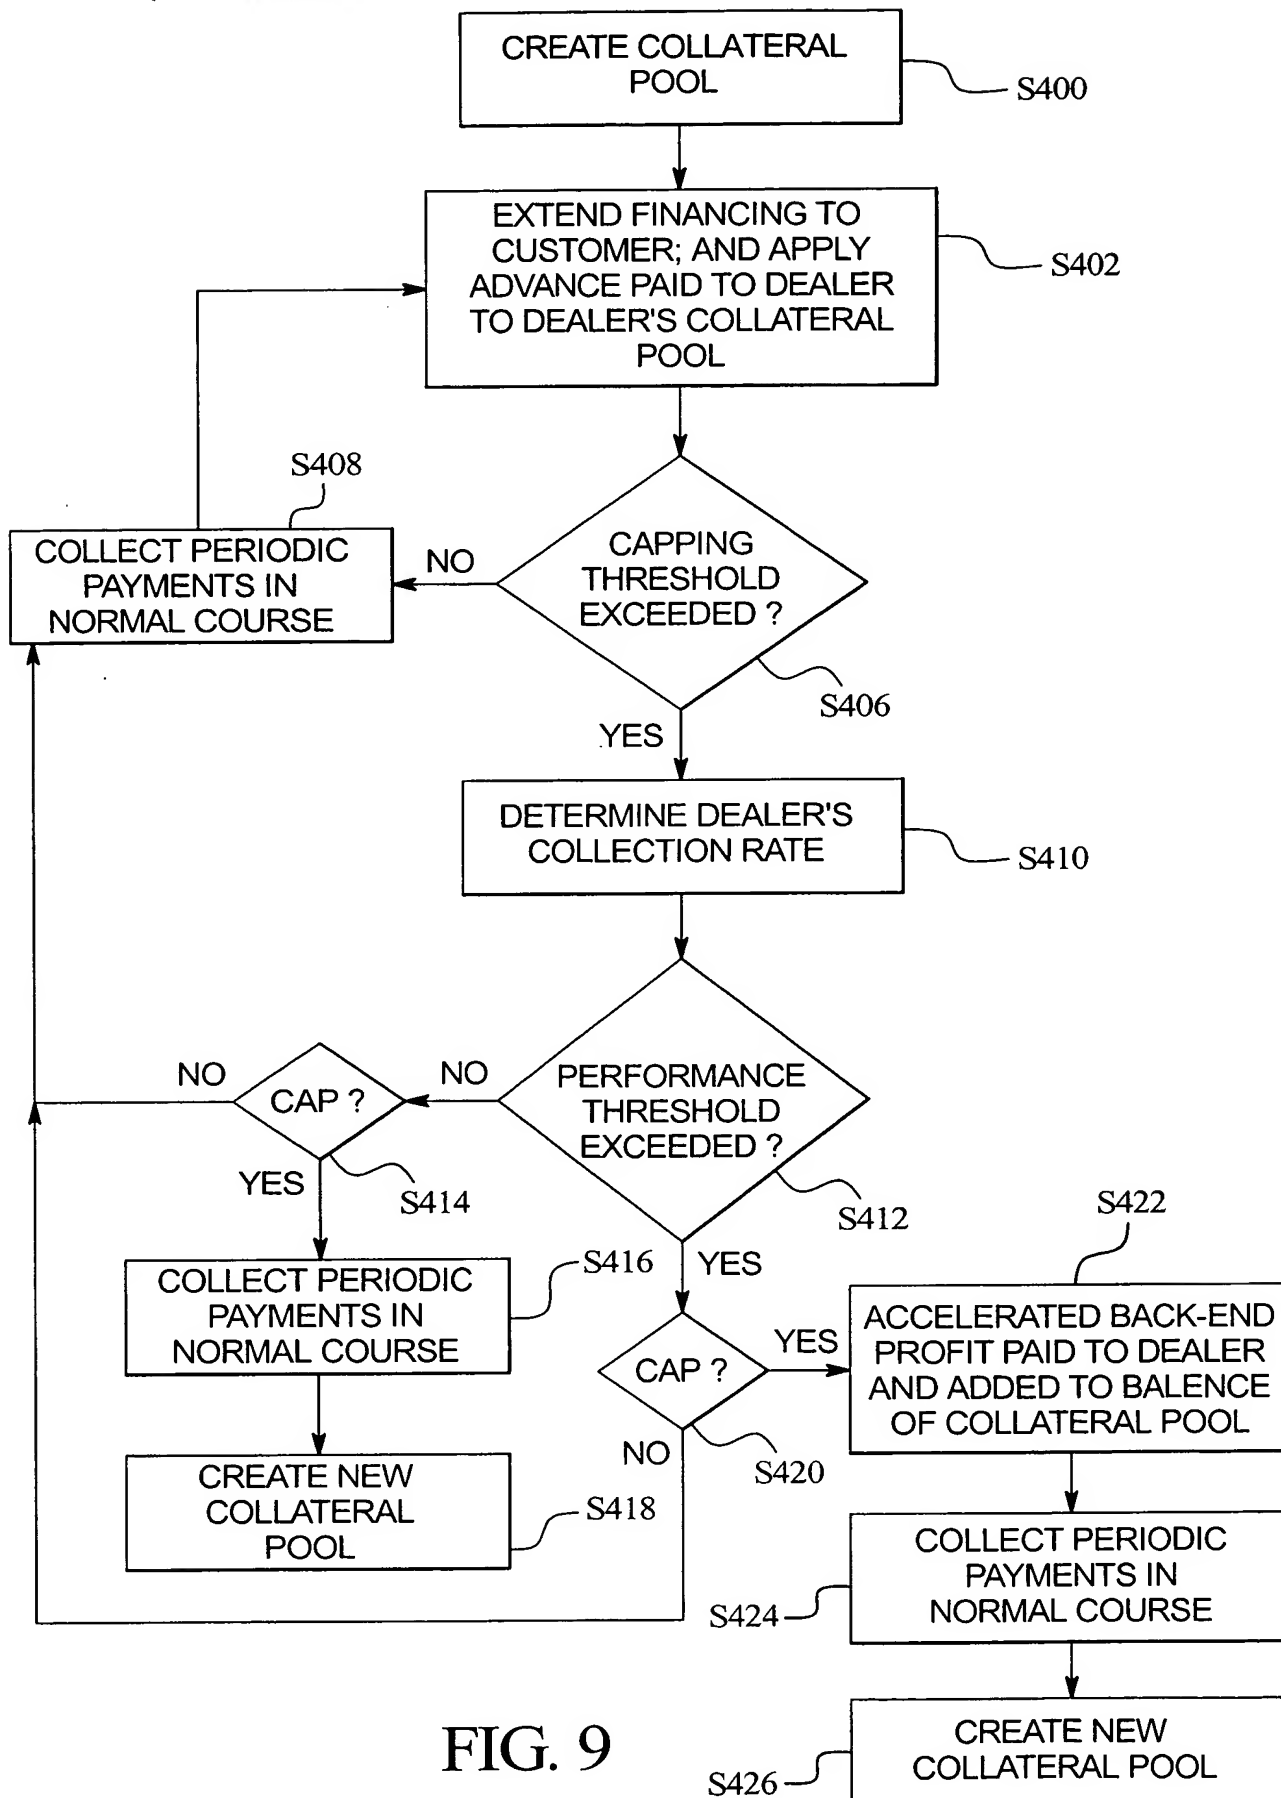 CREATE COLLATERAL
POOL
S400
EXTEND FINANCING TO
CUSTOMER; AND APPLY
ADVANCE PAID TO DEALER
TO DEALER'S COLLATERAL
POOL
S402
S408
COLLECT PERIODIC
PAYMENTS IN
NORMAL COURSE
NO
CAPPING
THRESHOLD
EXCEEDED ?
S406
YES
DETERMINE DEALER'S
COLLECTION RATE
S410
PERFORMANCE
THRESHOLD
EXCEEDED ?
S412
NO
CAP ?
NO
S414
YES
COLLECT PERIODIC
PAYMENTS IN
NORMAL COURSE
S416
CREATE NEW
COLLATERAL
POOL
S418
YES
CAP ?
YES
NO
S420
S422
ACCELERATED BACK-END
PROFIT PAID TO DEALER
AND ADDED TO BALENCE
OF COLLATERAL POOL
COLLECT PERIODIC
PAYMENTS IN
NORMAL COURSE
S424
CREATE NEW
COLLATERAL POOL
S426
FIG. 9